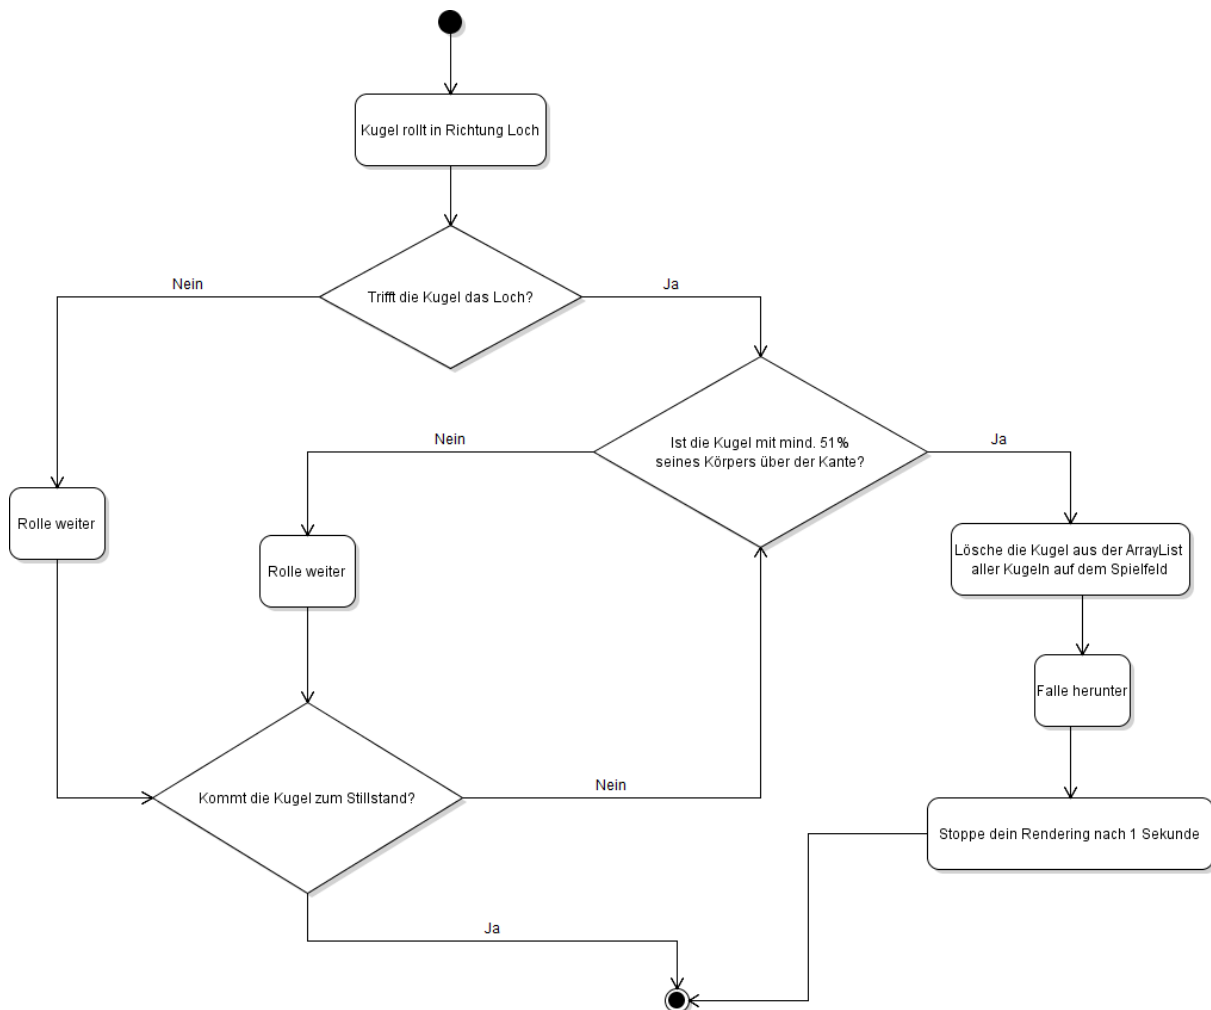 Kugel rollt in Richtung Loch
Trifft die Kugel das Loch?
Nein
Ja
Ist die Kugel mit mind. 51%
seines Körpers über der Kante?
Nein
Ja
Rolle weiter
Rolle weiter
Lösche die Kugel aus der ArrayList
aller Kugeln auf dem Spielfeld
Falle herunter
Kommt die Kugel zum Stillstand?
Nein
Stoppe dein Rendering nach 1 Sekunde
Ja